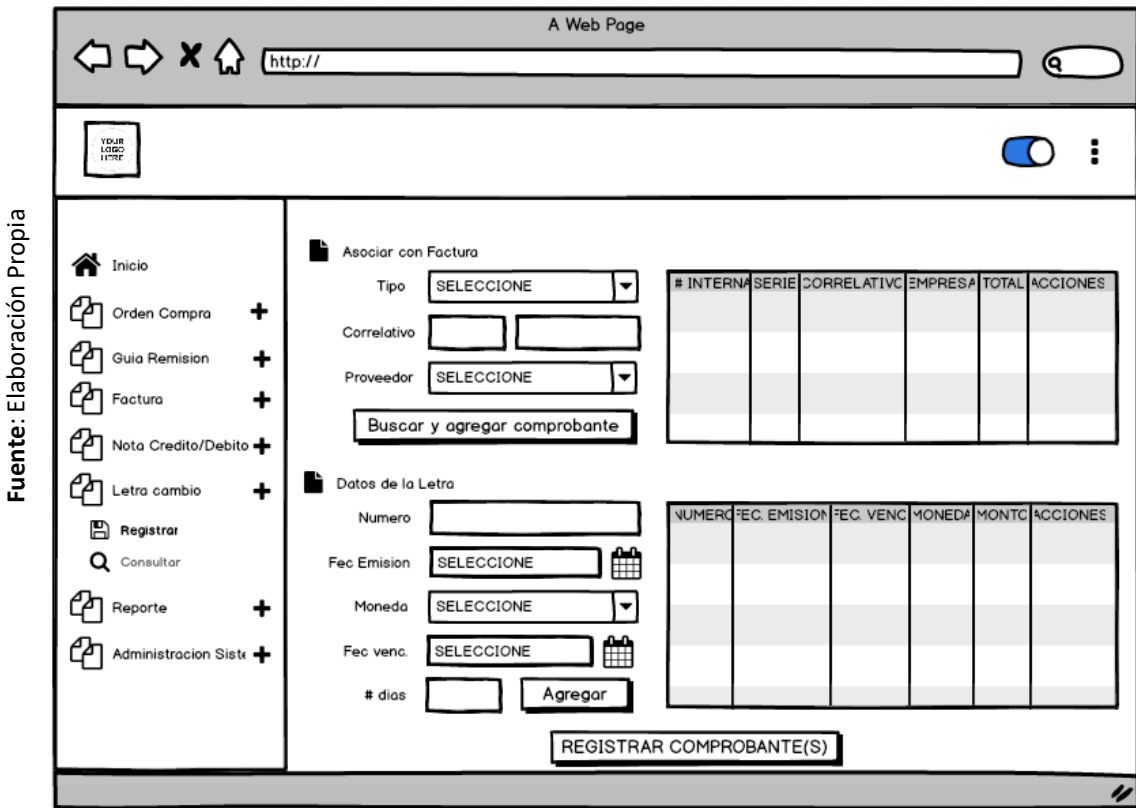 A Web Page
http://
YOUR
LOGO
HERE
Fuente: Elaboración Propia
Inicio
Orden Compra
Guia Remision
Factura
Nota Credito/Debito
Letra cambio
Registrar
Consultar
Reporte
Administracion Siste
Asociar con Factura
Tipo SELECCIONE
Correlativo
Proveedor SELECCIONE
Buscar y agregar comprobante
# INTERNA SERIE CORRELATIVO EMPRESA TOTAL ACCIONES
Datos de la Letra
Numero
Fec Emision SELECCIONE
Moneda SELECCIONE
Fec venc. SELECCIONE
# dias Agregar
NUMERO FEC. EMISION FEC. VENC MONEDA MONTO ACCIONES
REGISTRAR COMPROBANTE(S)